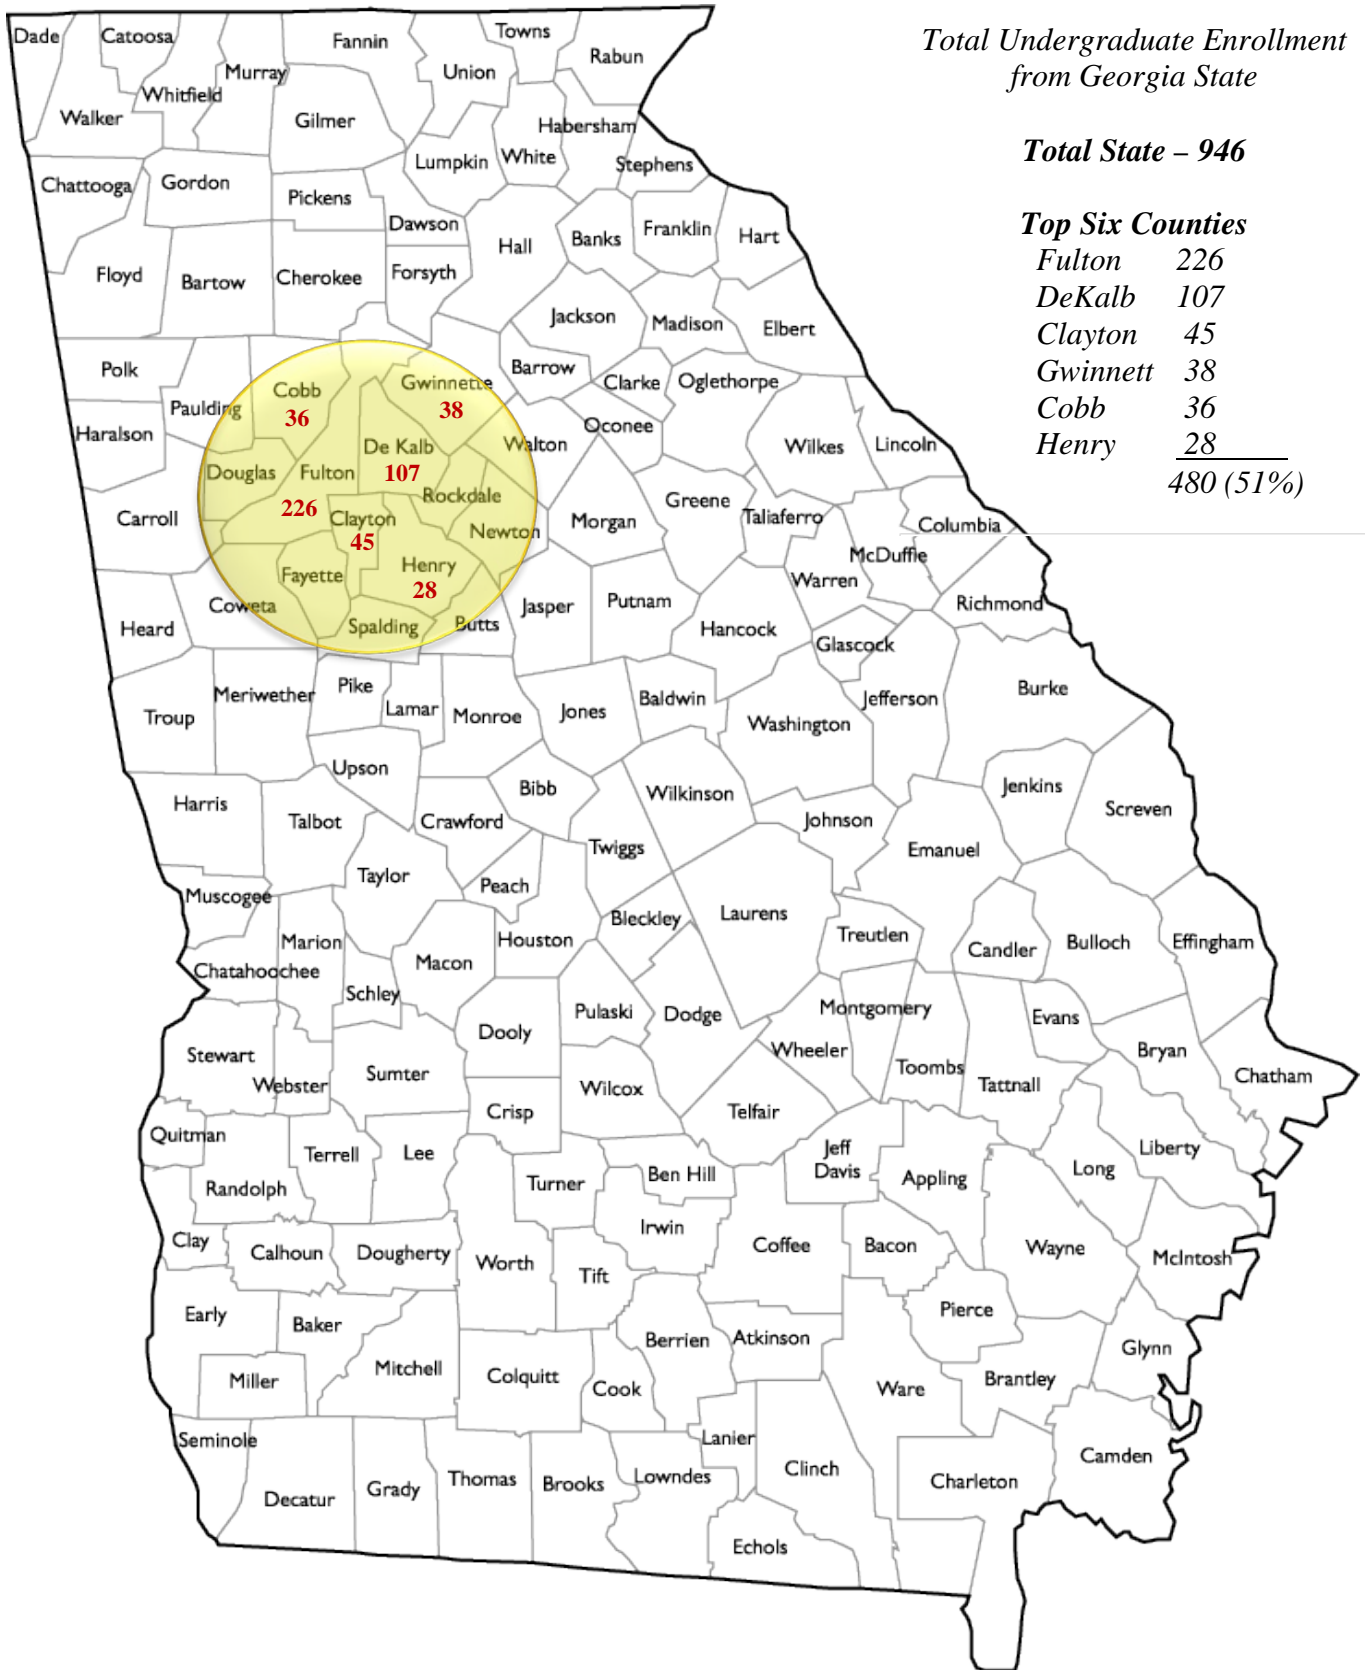 Total Undergraduate Enrollment
from Georgia State
Total State – 946
Top Six Counties
Fulton 226
DeKalb 107
Clayton 45
Gwinnett 38
Cobb 36
Henry 28
480 (51%)
Dade
Catoosa
Fannin
Towns
Rabun
Murray
Union
Whitfield
Walker
Gilmer
Habersham
Lumpkin
White
Stephens
Chattooga
Gordon
Pickens
Dawson
Franklin
Hall
Banks
Hart
Floyd
Bartow
Cherokee
Forsyth
Jackson
Madison
Elbert
Polk
Barrow
Clarke
Oglethorpe
Cobb
36
Gwinnette
38
Paulding
Haralson
Oconee
De Kalb
107
Walton
Wilkes
Lincoln
Douglas
Fulton
226
Rockdale
Greene
Carroll
Clayton
45
Newton
Morgan
Taliaferro
Columbia
McDuffie
Fayette
Henry
28
Warren
Coweta
Jasper
Putnam
Richmond
Heard
Spalding
Butts
Hancock
Glascock
Meriwether
Pike
Troup
Lamar
Monroe
Jones
Baldwin
Washington
Jefferson
Burke
Upson
Harris
Talbot
Crawford
Bibb
Wilkinson
Jenkins
Screven
Johnson
Twiggs
Emanuel
Taylor
Peach
Muscogee
Bleckley
Laurens
Marion
Houston
Treutlen
Candler
Bulloch
Effingham
Chatahoochee
Macon
Schley
Pulaski
Dodge
Montgomery
Evans
Dooly
Stewart
Webster
Sumter
Wheeler
Bryan
Toombs
Tattnall
Chatham
Wilcox
Crisp
Telfair
Quitman
Terrell
Lee
Jeff
Davis
Liberty
Long
Randolph
Turner
Ben Hill
Appling
Clay
Calhoun
Dougherty
Irwin
Worth
Tift
Coffee
Bacon
Wayne
McIntosh
Early
Baker
Pierce
Berrien
Atkinson
Glynn
Miller
Mitchell
Colquitt
Cook
Ware
Brantley
Seminole
Lanier
Camden
Decatur
Grady
Thomas
Brooks
Lowndes
Clinch
Charleton
Echols